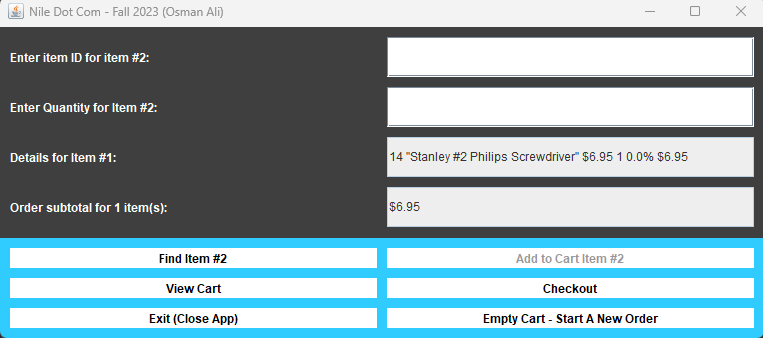 Nile Dot Com - Fall 2023 (Osman Ali)
Enter item ID for item #2:
Enter Quantity for Item #2:
Details for Item #1:
14 "Stanley #2 Philips Screwdriver" $6.95 1 0.0% $6.95
Order subtotal for 1 item(s):
$6.95
Find Item #2
Add to Cart Item #2
View Cart
Checkout
Exit (Close App)
Empty Cart - Start A New Order